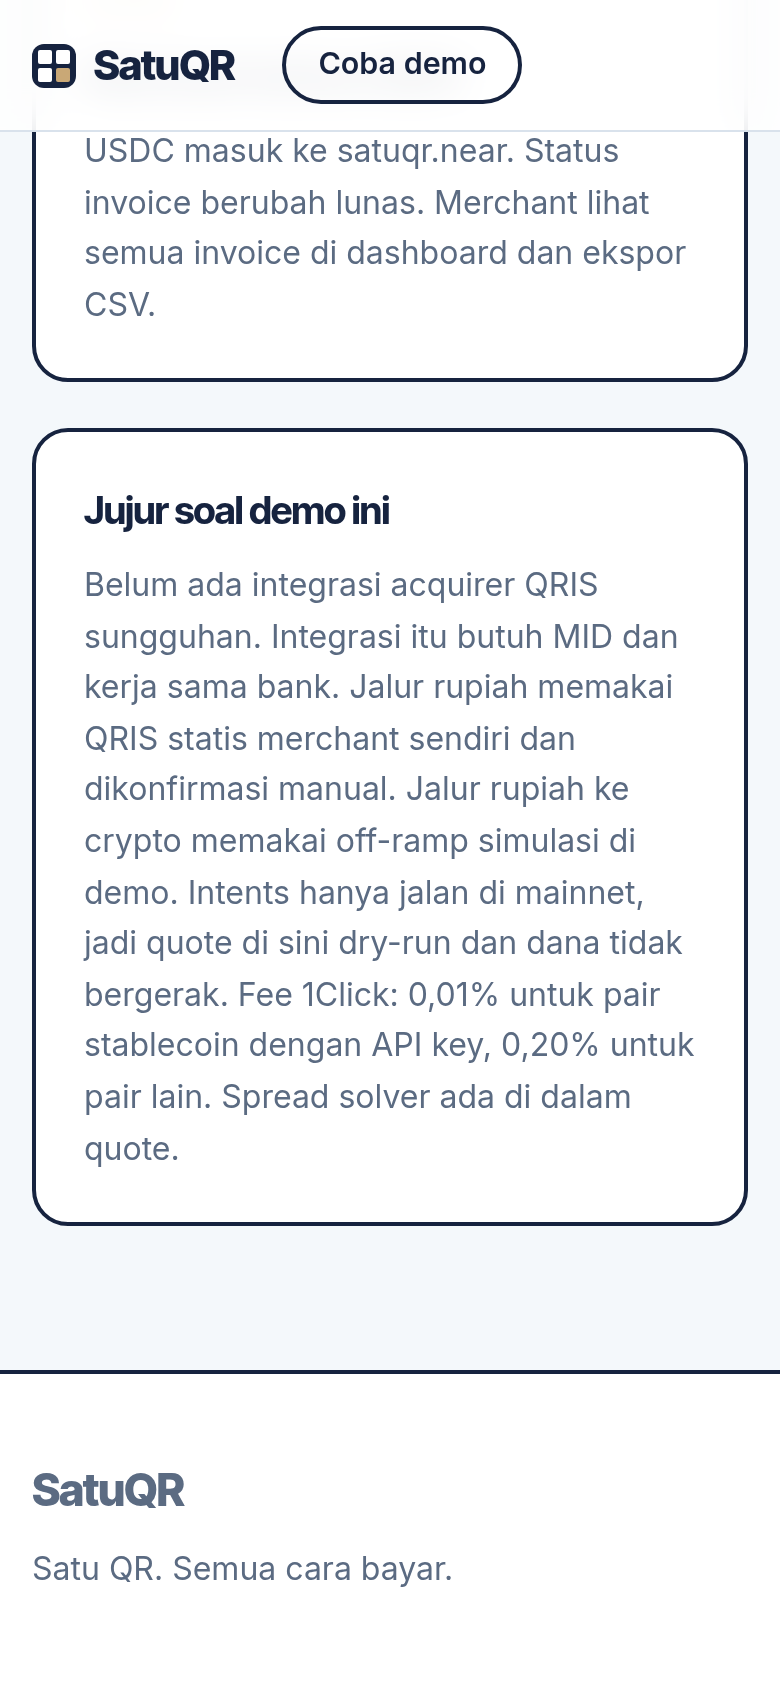 SatuQR
Coba demo
USDC masuk ke satuqr.near. Status
invoice berubah lunas. Merchant lihat
semua invoice di dashboard dan ekspor
CSV.
Jujur soal demo ini
Belum ada integrasi acquirer QRIS
sungguhan. Integrasi itu butuh MID dan
kerja sama bank. Jalur rupiah memakai
QRIS statis merchant sendiri dan
dikonfirmasi manual. Jalur rupiah ke
crypto memakai off-ramp simulasi di
demo. Intents hanya jalan di mainnet,
jadi quote di sini dry-run dan dana tidak
bergerak. Fee 1Click: 0,01% untuk pair
stablecoin dengan API key, 0,20% untuk
pair lain. Spread solver ada di dalam
quote.
SatuQR
Satu QR. Semua cara bayar.